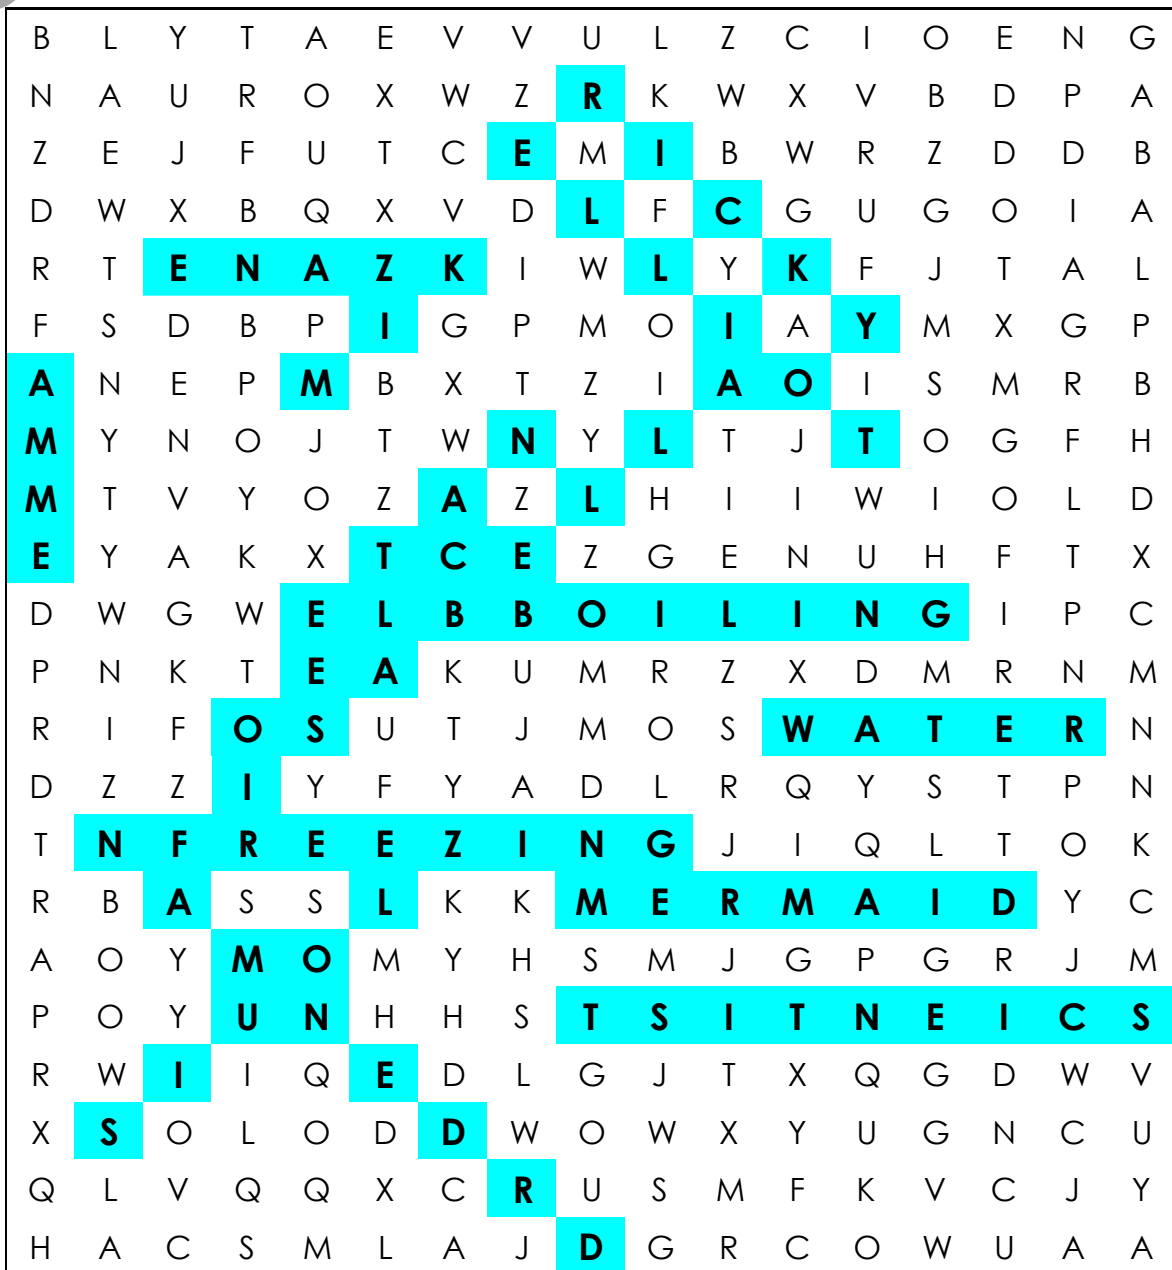 B L Y T A E V V U L Z C I O E N G
N A U R O X W Z R K W X V B D P A
Z E J F U T C E M I B W R Z D D B
D W X B Q X V D L F C G U G O I A
R T E N A Z K I W L Y K F J T A L
F S D B P I G P M O I A Y M X G P
A N E P M B X T Z I A O I S M R B
M Y N O J T W N Y L T J T O G F H
M T V Y O Z A Z L H I I W I O L D
E Y A K X T C E Z G E N U H F T X
D W G W E L B B O I L I N G I P C
P N K T E A K U M R Z X D M R N M
R I F O S U T J M O S W A T E R N
D Z Z I Y F Y A D L R Q Y S T P N
T N F R E E Z I N G J I Q L T O K
R B A S S L K K M E R M A I D Y C
A O Y M O M Y H S M J G P G R J M
P O Y U N H H S T S I T N E I C S
R W I I Q E D L G J T X Q G D W V
X S O L O D D W O W X Y U G N C U
Q L V Q Q X C R U S M F K V C J Y
H A C S M L A J D G R C O W U A A